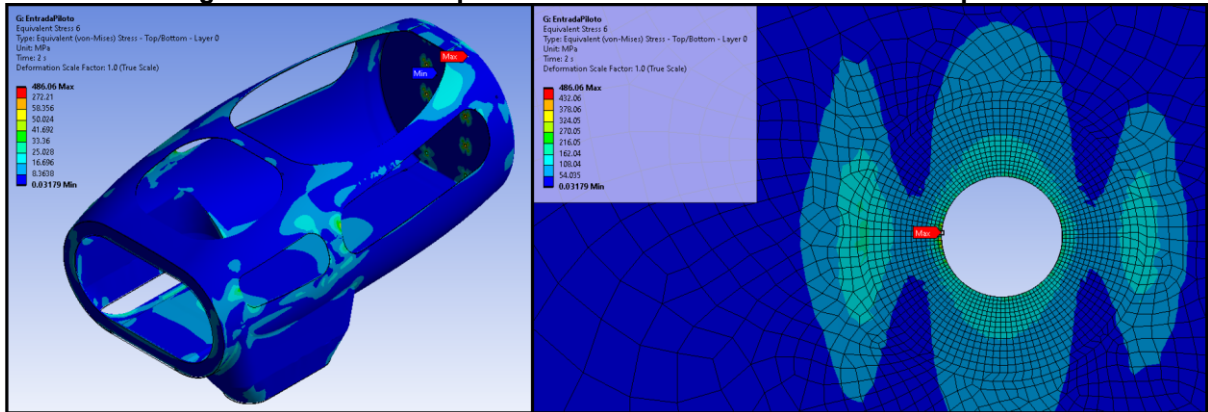 G: EntradaPiloto
Equivalent Stress 6
Type: Equivalent (von-Mises) Stress - Top/Bottom - Layer 0
Unit: MPa
Time: 2 s
Deformation Scale Factor: 1.0 (True Scale)
486.06 Max
272.21
58.356
50.024
41.692
33.36
25.028
16.696
8.3638
0.03179 Min
Max
Min
G: EntradaPiloto
Equivalent Stress 6
Type: Equivalent (von-Mises) Stress - Top/Bottom - Layer 0
Unit: MPa
Time: 2 s
Deformation Scale Factor: 1.0 (True Scale)
486.06 Max
432.06
378.06
324.05
270.05
216.05
162.04
108.04
54.035
0.03179 Min
Max